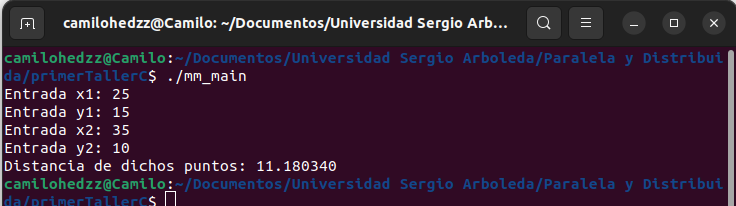 camilohedzz@Camilo: ~/Documentos/Universidad Sergio Arbo...
camilohedzz@Camilo:~/Documentos/Universidad Sergio Arboleda/Paralela y Distribui
da/primerTallerC$ ./mm_main
Entrada x1: 25
Entrada y1: 15
Entrada x2: 35
Entrada y2: 10
Distancia de dichos puntos: 11.180340
camilohedzz@Camilo:~/Documentos/Universidad Sergio Arboleda/Paralela y Distribui
da/primerTallerC$